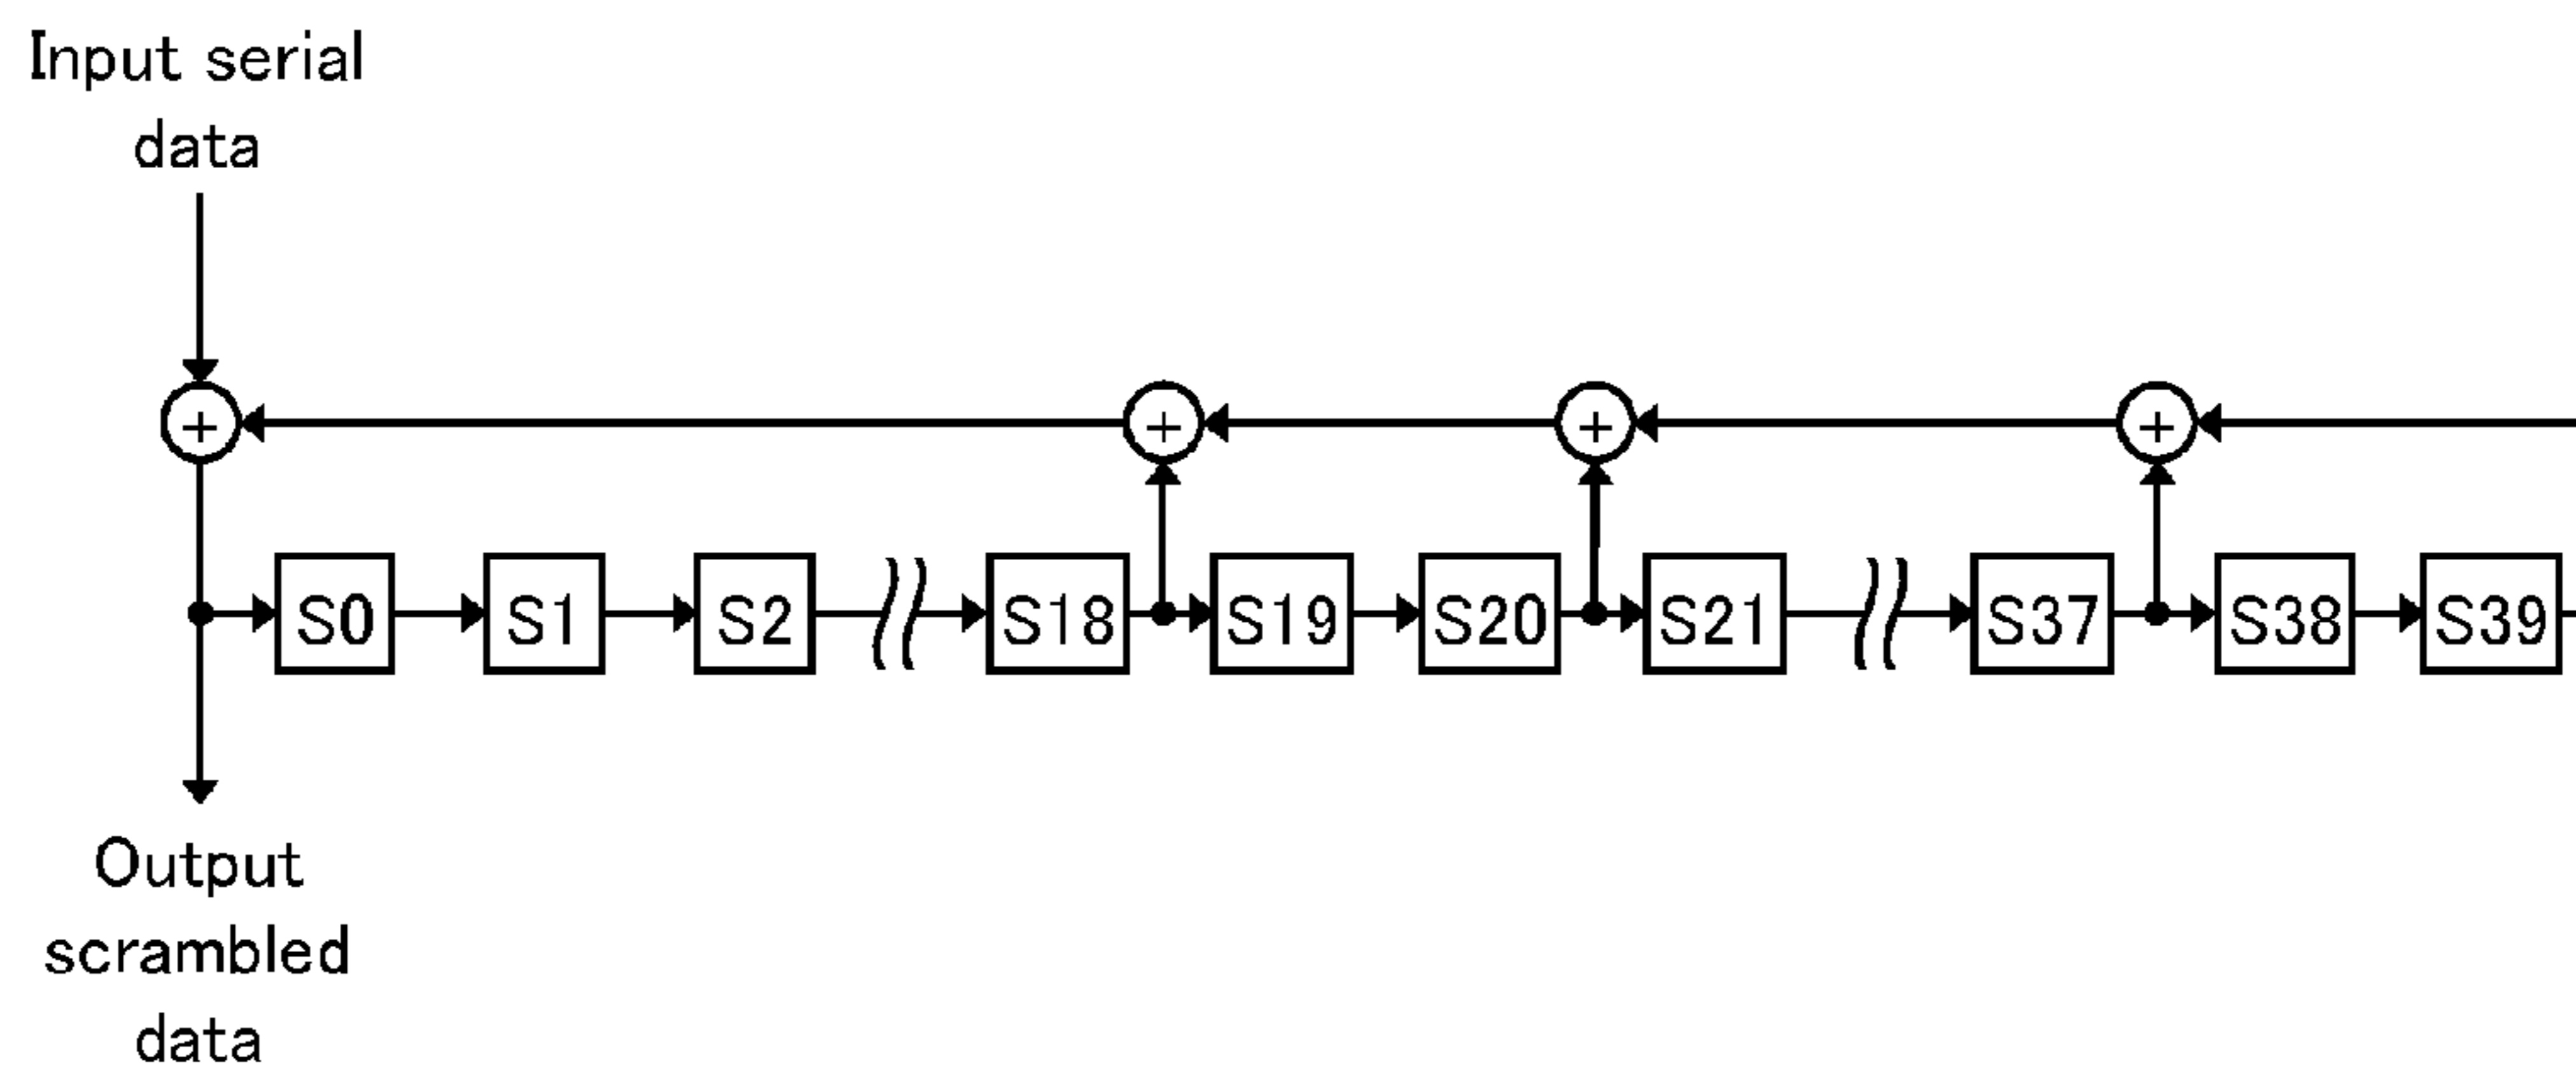 Input serial
data
+ + + +
S0 S1 S2 S18 S19 S20 S21 S37 S38 S39
Output
scrambled
data